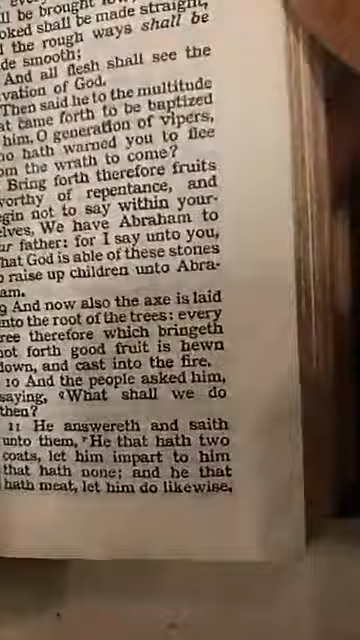 ll be brought low,
oked shall be made straight,
d the rough ways shall be
de smooth;
And all flesh shall see the
vation of God.
Then said he to the multitude
at came forth to be baptized
him, O generation of vipers,
ho hath warned you to flee
om the wrath to come?
Bring forth therefore fruits
worthy of repentance, and
gin not to say within your-
elves, We have Abraham to
ur father: for I say unto you,
hat God is able of these stones
o raise up children unto Abra-
am.
9 And now also the axe is laid
nto the root of the trees: every
ree therefore which bringeth
not forth good fruit is hewn
down, and cast into the fire.
10 And the people asked him,
saying, What shall we do
then?
11 He answereth and saith
unto them, He that hath two
coats, let him impart to him
that hath none; and he that
hath meat, let him do likewise.